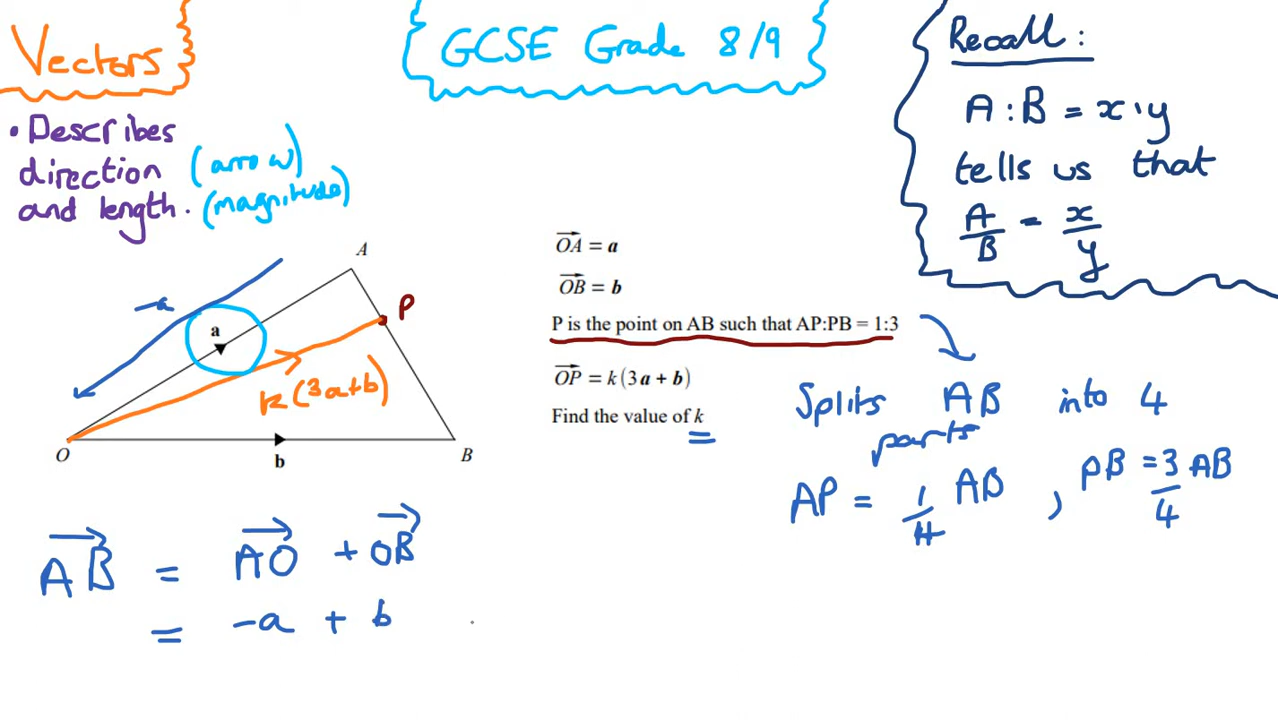 Vectors
GCSE Grade 8/9
Recall:
A:B = x:y
tells us that
A/B = x/y
• Describes
direction (arrow)
and length. (magnitude)
A
-a
a
P
k(3a+b)
O
b
B
OA = a
OB = b
P is the point on AB such that AP:PB = 1:3
OP = k(3a + b)
Find the value of k
Splits AB into 4
parts
AP = 1/4 AB , PB = 3/4 AB
AB = AO + OB
= -a + b